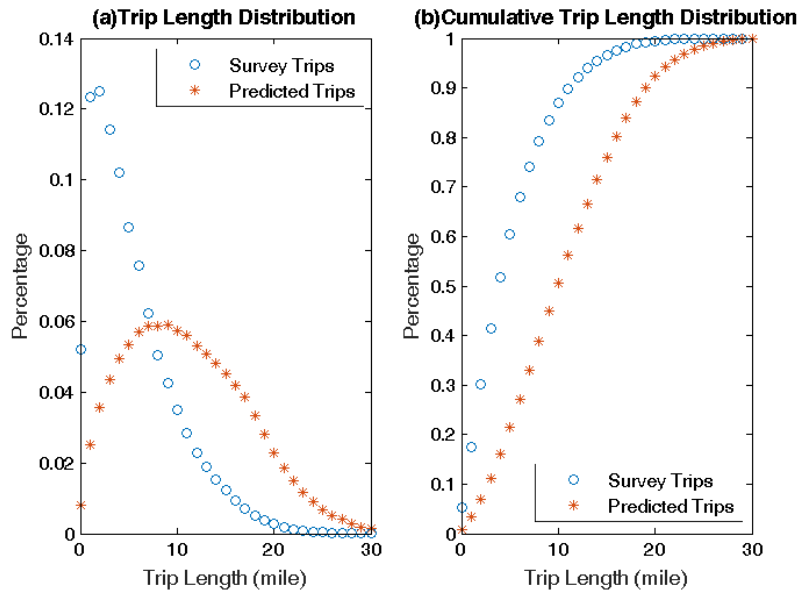 (a)Trip Length Distribution
0.14
0.12
0.1
0.08
0.06
0.04
0.02
0
Percentage
Survey Trips
Predicted Trips
0
10
20
30
Trip Length (mile)
(b)Cumulative Trip Length Distribution
1
0.9
0.8
0.7
0.6
0.5
0.4
0.3
0.2
0.1
0
Percentage
Survey Trips
Predicted Trips
0
10
20
30
Trip Length (mile)